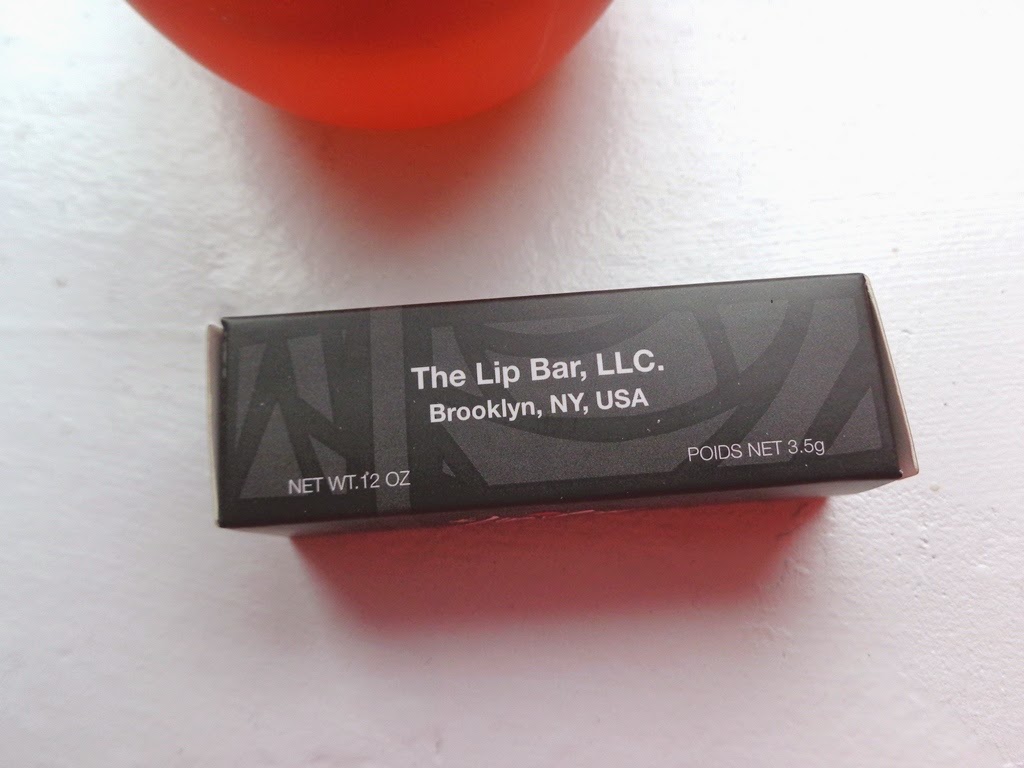 The Lip Bar, LLC.
Brooklyn, NY, USA
NET WT.12 OZ
POIDS NET 3.5g